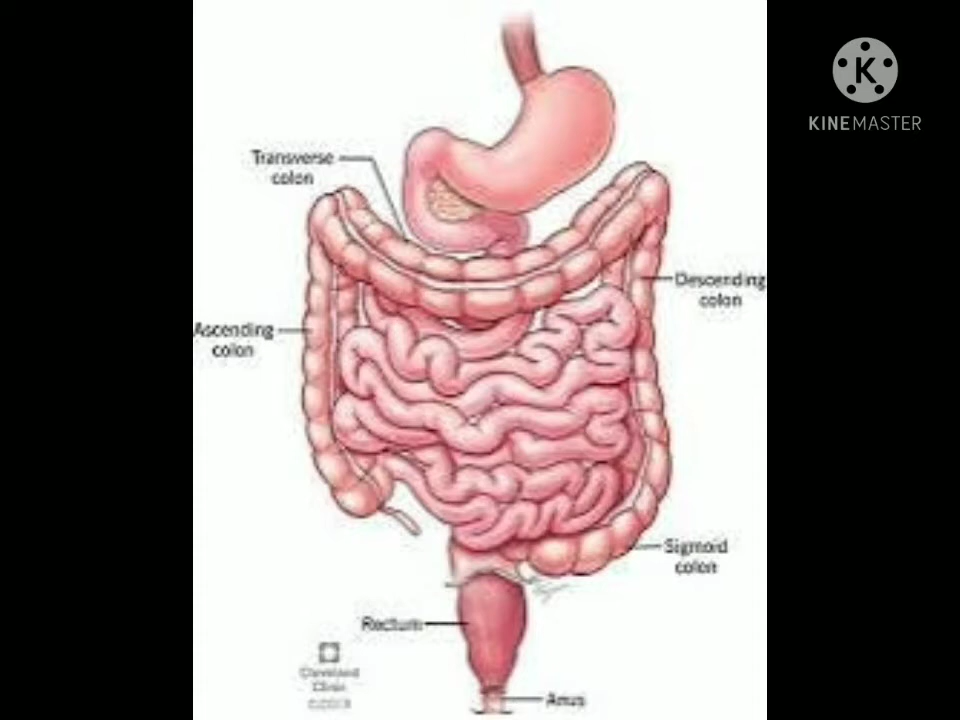 KINEMASTER
Transverse
colon
Descending
colon
Ascending
colon
Sigmoid
colon
Rectum
Cleveland
Clinic
Anus